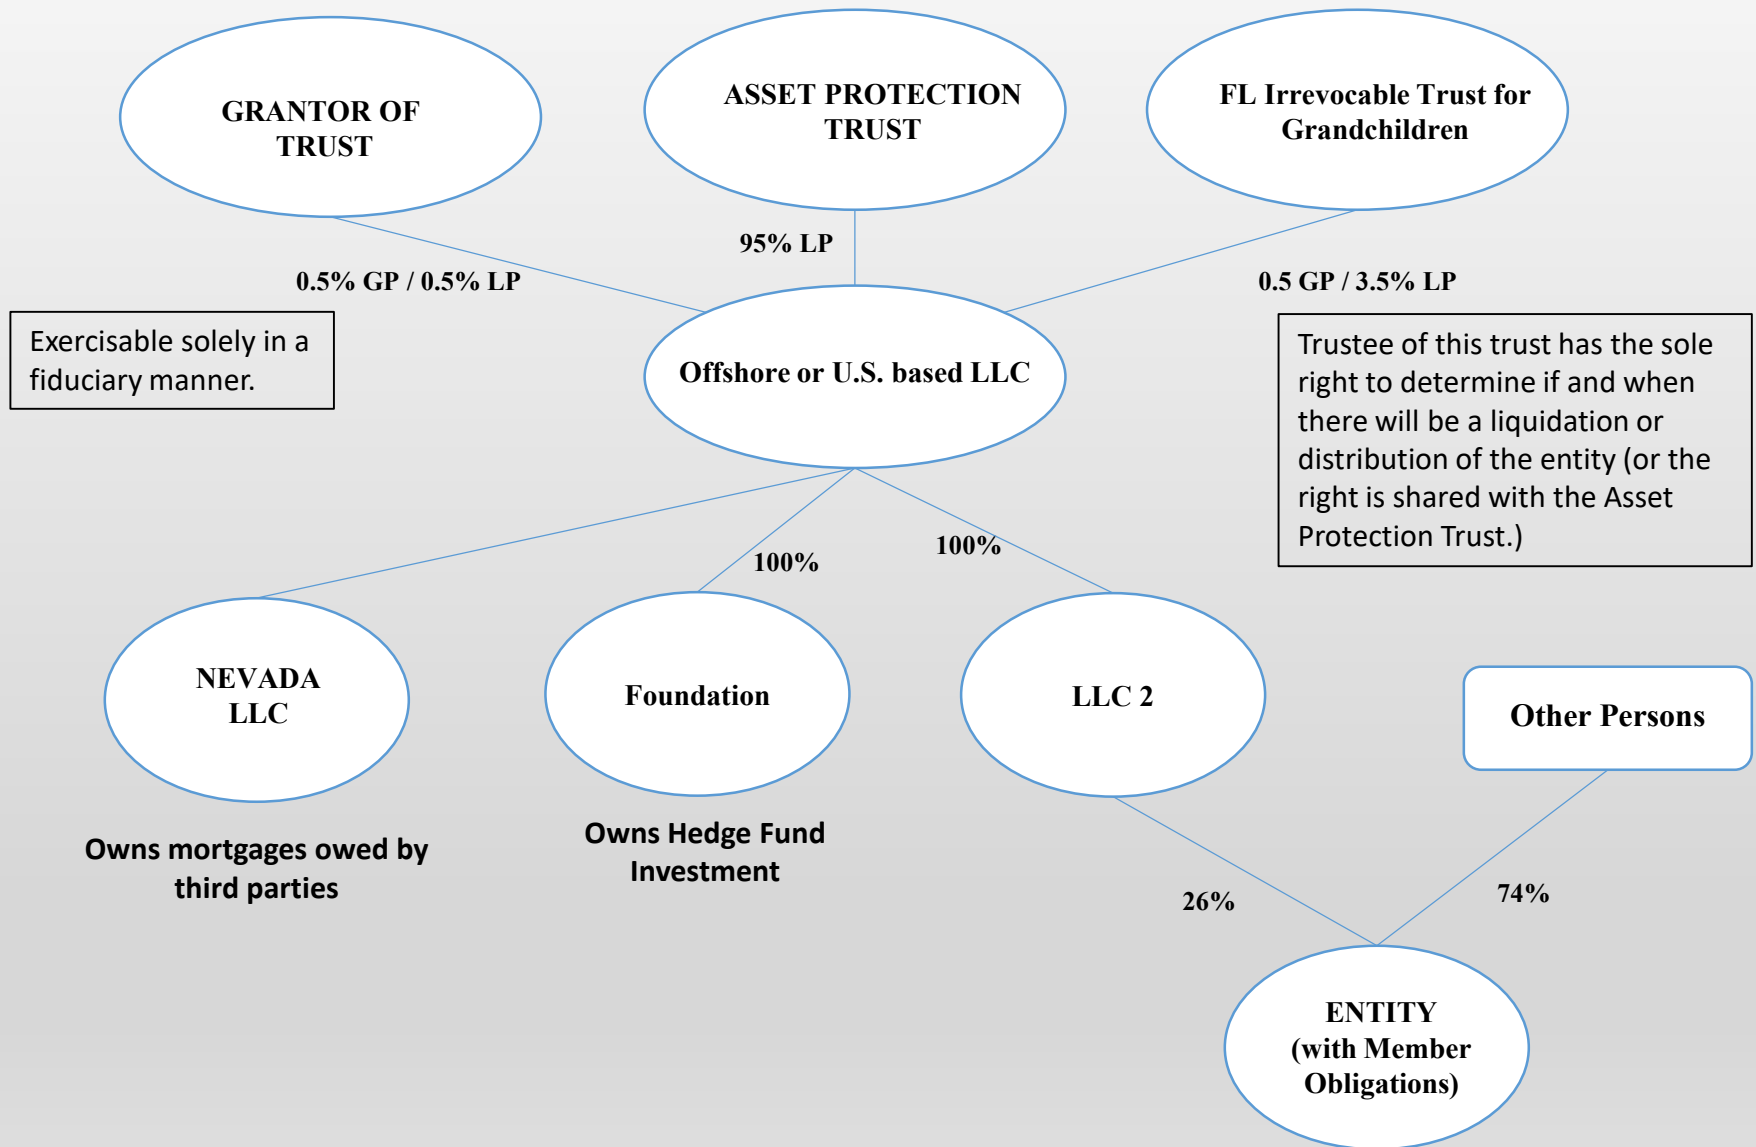 GRANTOR OF
TRUST
ASSET PROTECTION
TRUST
FL Irrevocable Trust for
Grandchildren
95% LP
0.5% GP / 0.5% LP
0.5 GP / 3.5% LP
Exercisable solely in a
fiduciary manner.
Offshore or U.S. based LLC
Trustee of this trust has the sole
right to determine if and when
there will be a liquidation or
distribution of the entity (or the
right is shared with the Asset
Protection Trust.)
100%
100%
NEVADA
LLC
Foundation
LLC 2
Other Persons
Owns mortgages owed by
third parties
Owns Hedge Fund
Investment
26%
74%
ENTITY
(with Member
Obligations)